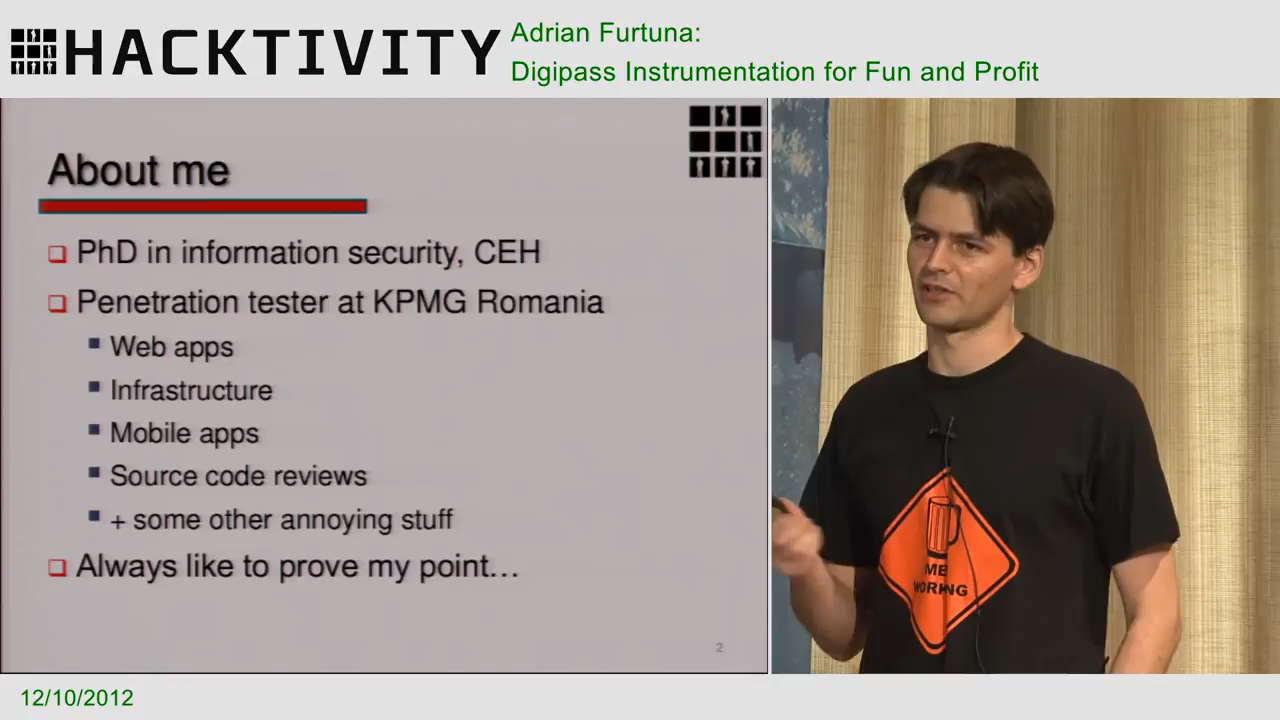 HACKTIVITY
Adrian Furtuna:
Digipass Instrumentation for Fun and Profit
About me
PhD in information security, CEH
Penetration tester at KPMG Romania
Web apps
Infrastructure
Mobile apps
Source code reviews
+ some other annoying stuff
Always like to prove my point…
2
ME
WORKING
12/10/2012